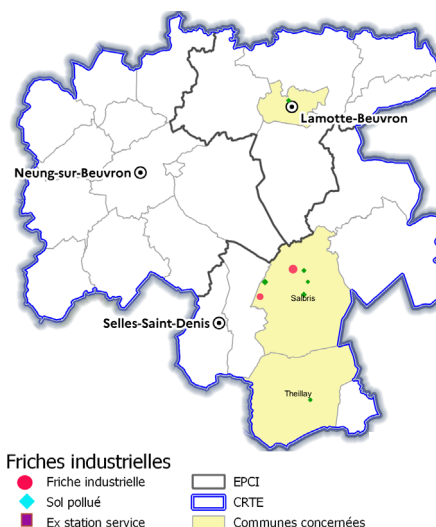 Lamotte-Beuvron
Neung-sur-Beuvron
Salbris
Selles-Saint-Denis
Theillay
Friches industrielles
Friche industrielle
EPCI
Sol pollué
CRTE
Ex station service
Communes concernées